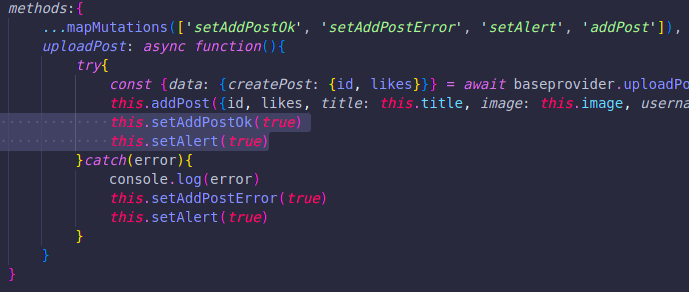 methods:{
...mapMutations(['setAddPostOk', 'setAddPostError', 'setAlert', 'addPost']),
uploadPost: async function(){
try{
const {data: {createPost: {id, likes}}} = await baseprovider.uploadPo
this.addPost({id, likes, title: this.title, image: this.image, userna
this.setAddPostOk(true)
this.setAlert(true)
}catch(error){
console.log(error)
this.setAddPostError(true)
this.setAlert(true)
}
}
}